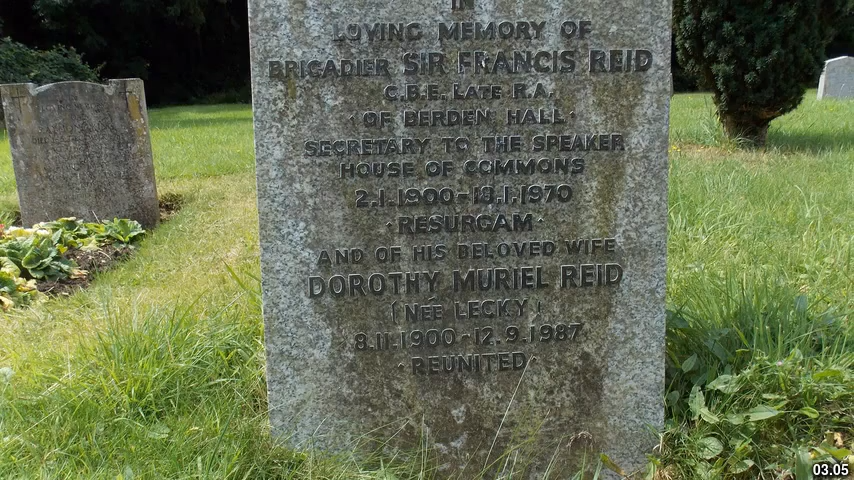 IN
LOVING MEMORY OF
BRIGADIER SIR FRANCIS REID
C.B.E. LATE R.A.
· OF BERDEN HALL ·
SECRETARY TO THE SPEAKER
HOUSE OF COMMONS
2.1.1900–19.1.1970
· RESURGAM ·
AND OF HIS BELOVED WIFE
DOROTHY MURIEL REID
(NÉE LECKY)
8.11.1900–12.9.1987
· REUNITED ·
03.05